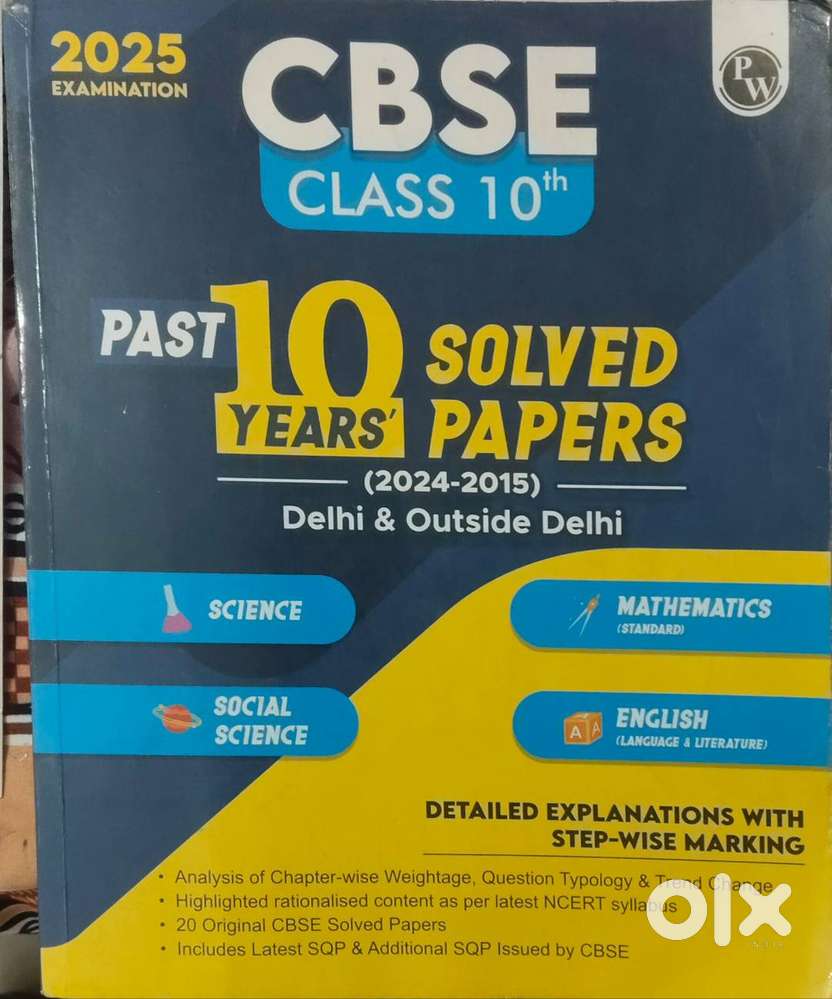 2025
EXAMINATION
CBSE
PW
CLASS 10th
PAST 10 YEARS'
SOLVED
PAPERS
(2024-2015)
Delhi & Outside Delhi
SCIENCE
MATHEMATICS
(STANDARD)
SOCIAL
SCIENCE
A A
ENGLISH
(LANGUAGE & LITERATURE)
DETAILED EXPLANATIONS WITH
STEP-WISE MARKING
• Analysis of Chapter-wise Weightage, Question Typology & Trend Change
• Highlighted rationalised content as per latest NCERT syllabus
• 20 Original CBSE Solved Papers
• Includes Latest SQP & Additional SQP Issued by CBSE
olx